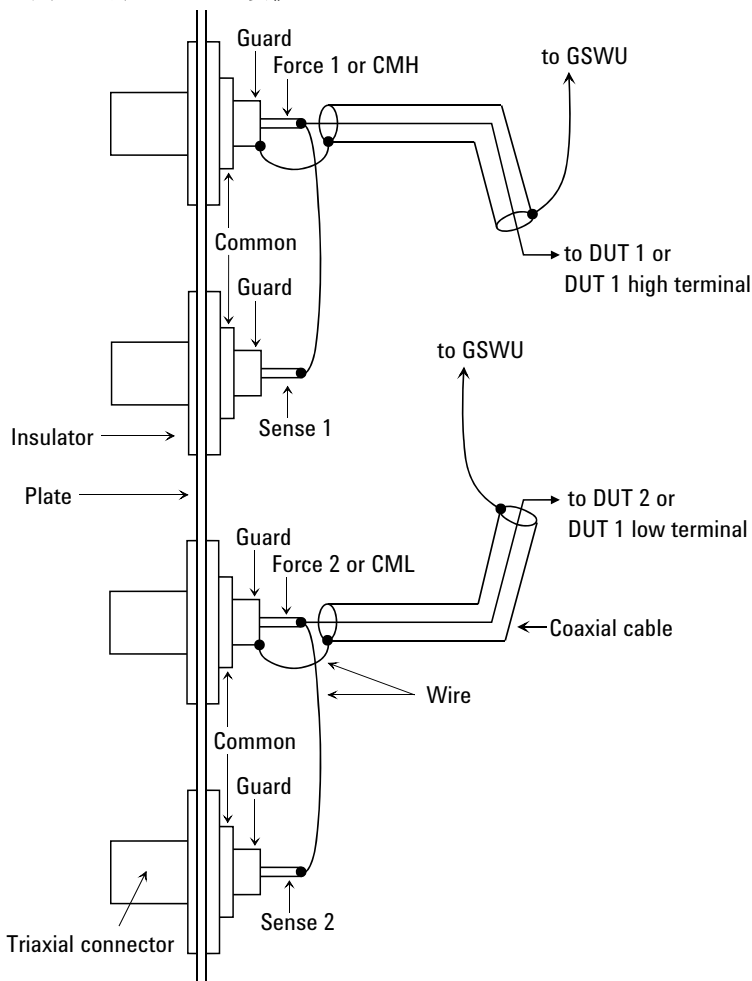 Guard
Force 1 or CMH
to GSWU
Common
to DUT 1 or
DUT 1 high terminal
Guard
Sense 1
to GSWU
Insulator
Plate
to DUT 2 or
DUT 1 low terminal
Guard
Force 2 or CML
Coaxial cable
Wire
Common
Guard
Sense 2
Triaxial connector